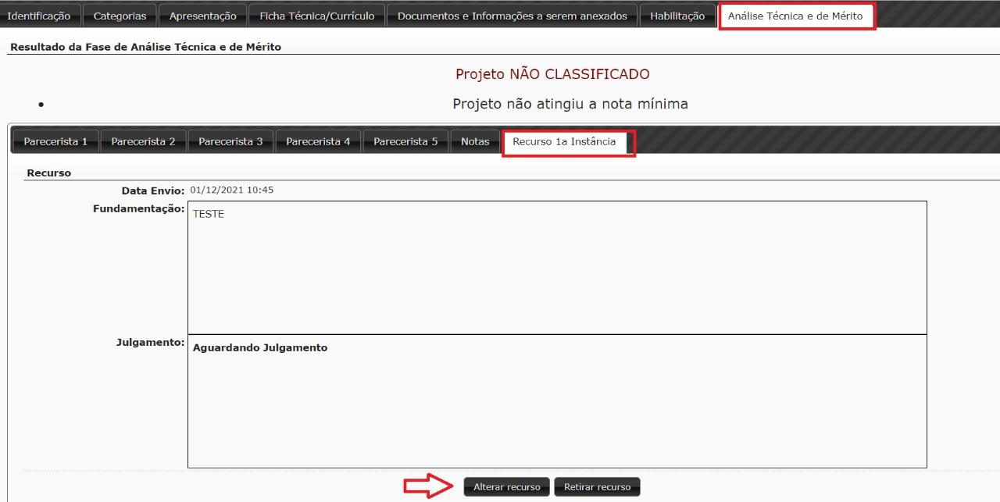 Identificação Categorias Apresentação Ficha Técnica/Currículo Documentos e Informações a serem anexados Habilitação Análise Técnica e de Mérito
Resultado da Fase de Análise Técnica e de Mérito
Projeto NÃO CLASSIFICADO
• Projeto não atingiu a nota mínima
Parecerista 1 Parecerista 2 Parecerista 3 Parecerista 4 Parecerista 5 Notas Recurso 1a Instância
Recurso
Data Envio: 01/12/2021 10:45
Fundamentação: TESTE
Julgamento: Aguardando Julgamento
Alterar recurso Retirar recurso